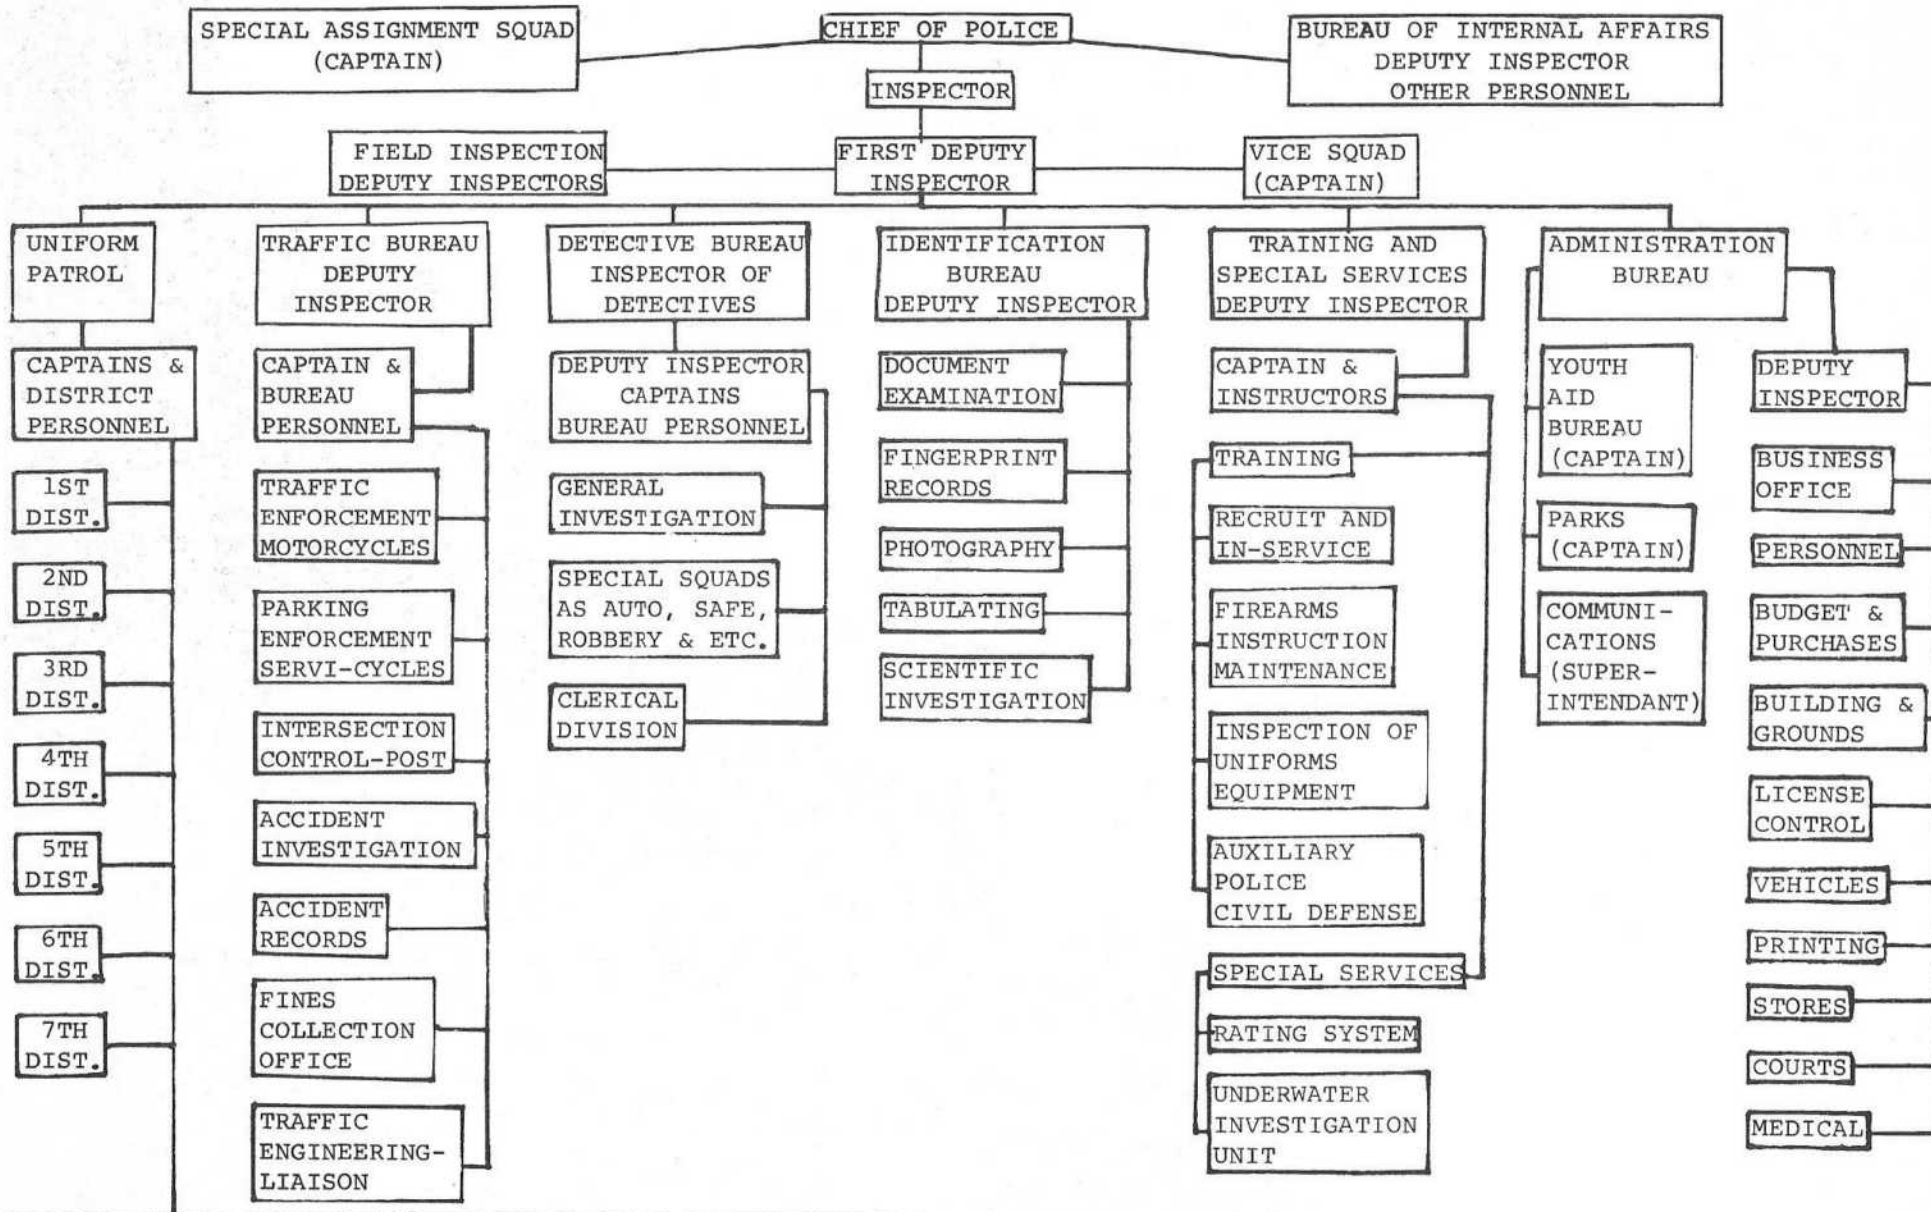 SPECIAL ASSIGNMENT SQUAD
(CAPTAIN)
CHIEF OF POLICE
BUREAU OF INTERNAL AFFAIRS
DEPUTY INSPECTOR
OTHER PERSONNEL
INSPECTOR
FIELD INSPECTION
DEPUTY INSPECTORS
FIRST DEPUTY
INSPECTOR
VICE SQUAD
(CAPTAIN)
UNIFORM
PATROL
CAPTAINS &
DISTRICT
PERSONNEL
1ST
DIST.
2ND
DIST.
3RD
DIST.
4TH
DIST.
5TH
DIST.
6TH
DIST.
7TH
DIST.
TRAFFIC BUREAU
DEPUTY
INSPECTOR
CAPTAIN &
BUREAU
PERSONNEL
TRAFFIC
ENFORCEMENT
MOTORCYCLES
PARKING
ENFORCEMENT
SERVI-CYCLES
INTERSECTION
CONTROL-POST
ACCIDENT
INVESTIGATION
ACCIDENT
RECORDS
FINES
COLLECTION
OFFICE
TRAFFIC
ENGINEERING-
LIAISON
DETECTIVE BUREAU
INSPECTOR OF
DETECTIVES
DEPUTY INSPECTOR
CAPTAINS
BUREAU PERSONNEL
GENERAL
INVESTIGATION
SPECIAL SQUADS
AS AUTO, SAFE,
ROBBERY & ETC.
CLERICAL
DIVISION
IDENTIFICATION
BUREAU
DEPUTY INSPECTOR
DOCUMENT
EXAMINATION
FINGERPRINT
RECORDS
PHOTOGRAPHY
TABULATING
SCIENTIFIC
INVESTIGATION
TRAINING AND
SPECIAL SERVICES
DEPUTY INSPECTOR
CAPTAIN &
INSTRUCTORS
TRAINING
RECRUIT AND
IN-SERVICE
FIREARMS
INSTRUCTION
MAINTENANCE
INSPECTION OF
UNIFORMS
EQUIPMENT
AUXILIARY
POLICE
CIVIL DEFENSE
SPECIAL SERVICES
RATING SYSTEM
UNDERWATER
INVESTIGATION
UNIT
ADMINISTRATION
BUREAU
YOUTH
AID
BUREAU
(CAPTAIN)
PARKS
(CAPTAIN)
COMMUNI-
CATIONS
(SUPER-
INTENDANT)
DEPUTY
INSPECTOR
BUSINESS
OFFICE
PERSONNEL
BUDGET &
PURCHASES
BUILDING &
GROUNDS
LICENSE
CONTROL
VEHICLES
PRINTING
STORES
COURTS
MEDICAL